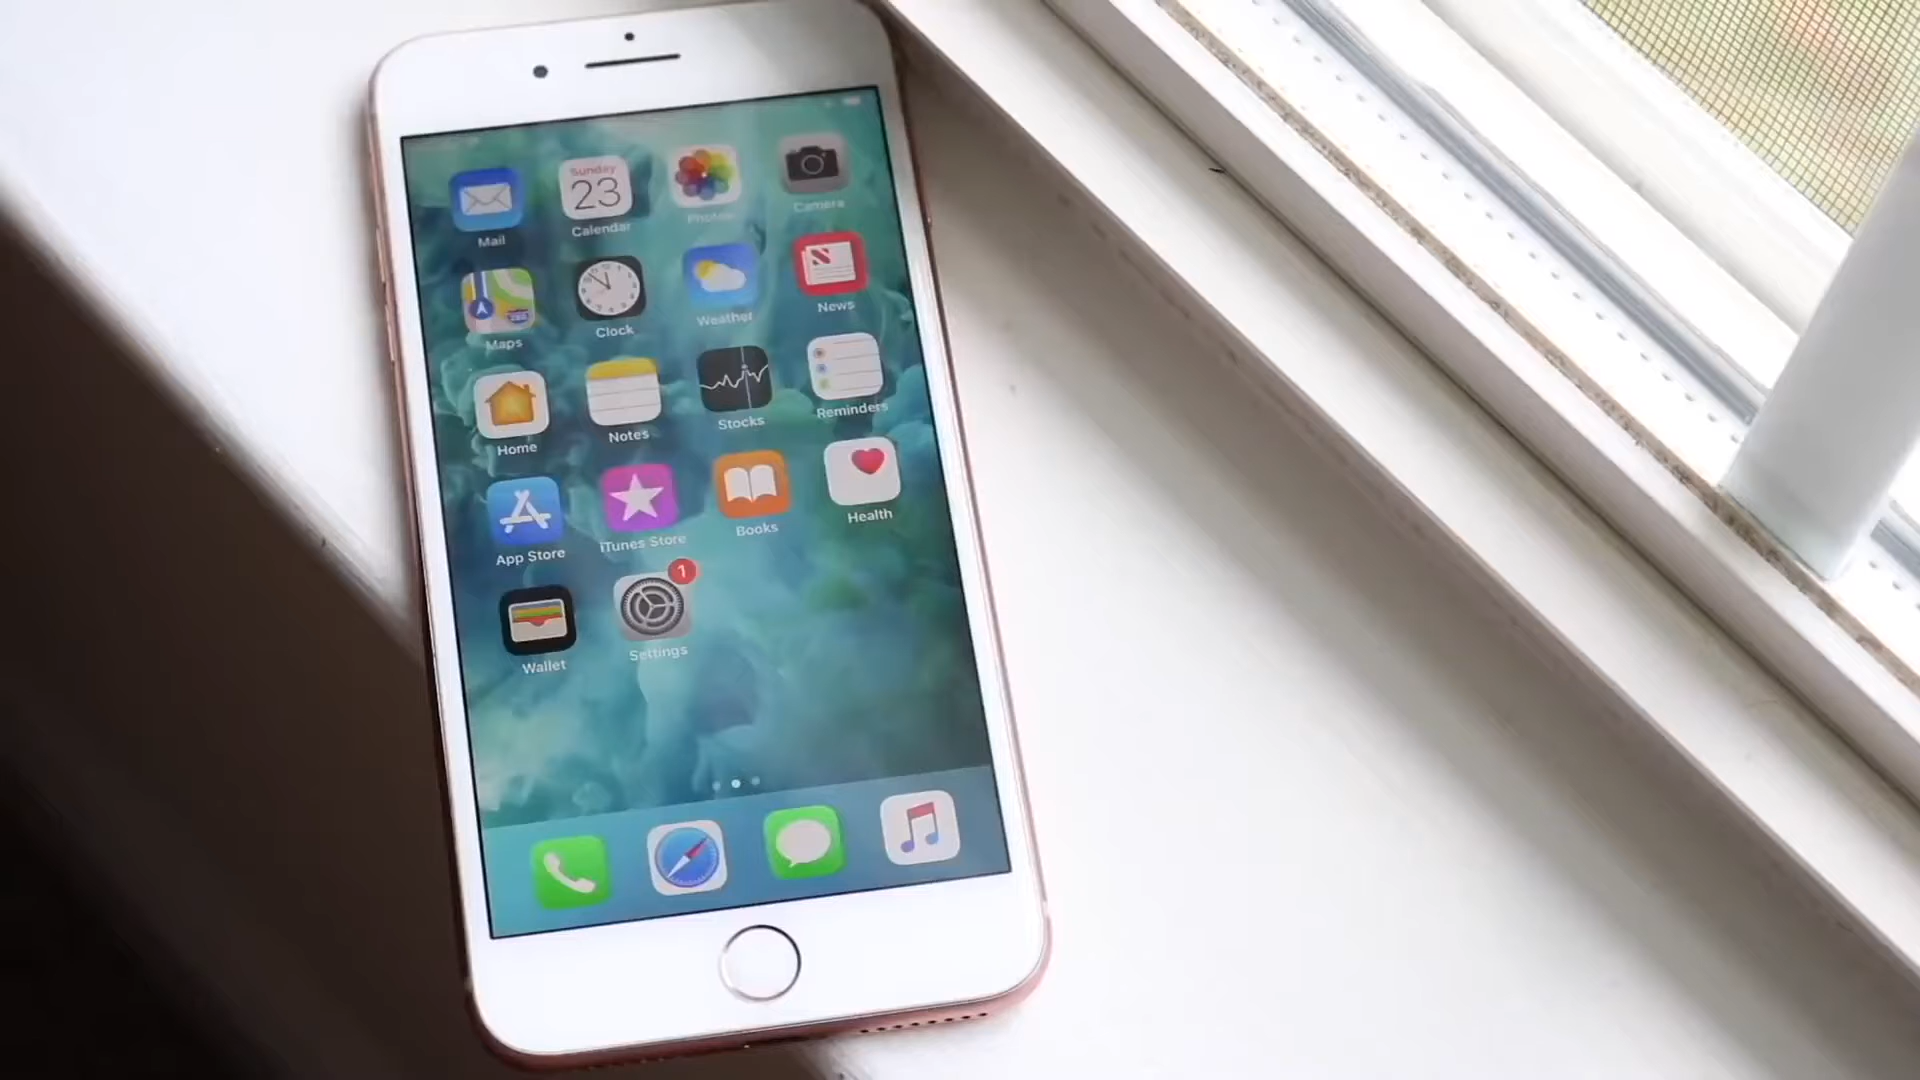 Mail
Sunday
23
Calendar
Photos
Camera
Maps
280
Clock
Weather
News
Home
Notes
Stocks
Reminders
App Store
iTunes Store
Books
Health
Wallet
1
Settings